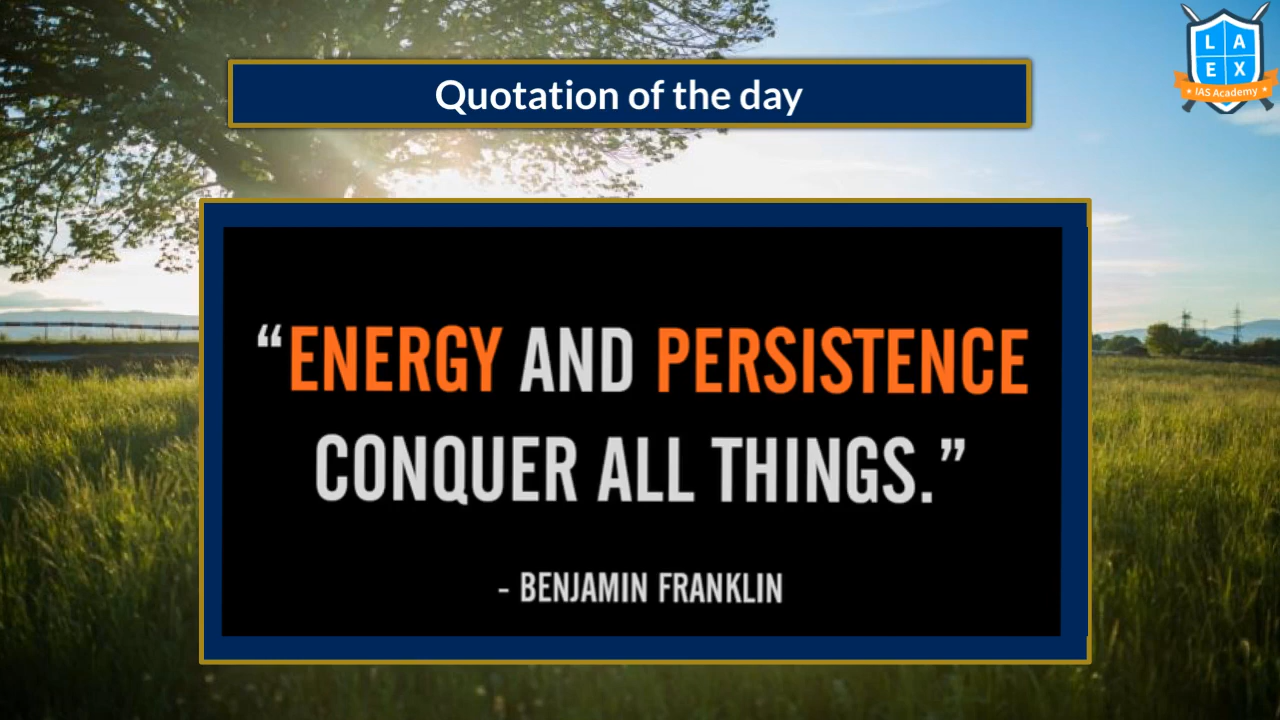 L A
E X
IAS Academy
Quotation of the day
“ENERGY AND PERSISTENCE
CONQUER ALL THINGS.”
- BENJAMIN FRANKLIN